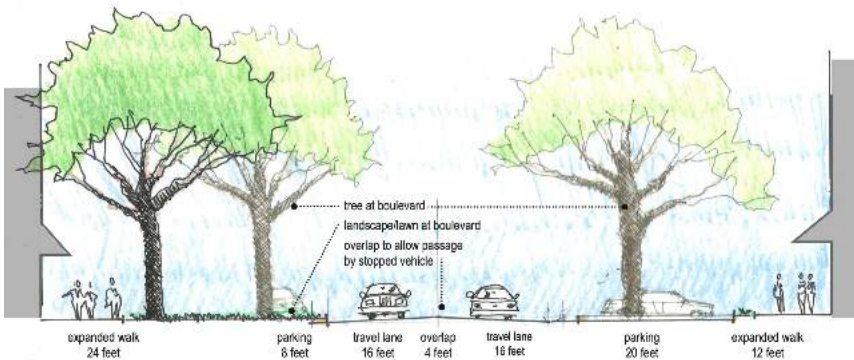 tree at boulevard
landscape/lawn at boulevard
overlap to allow passage
by stopped vehicle
expanded walk
24 feet
parking
8 feet
travel lane
16 feet
overlap
4 feet
travel lane
16 feet
parking
20 feet
expanded walk
12 feet